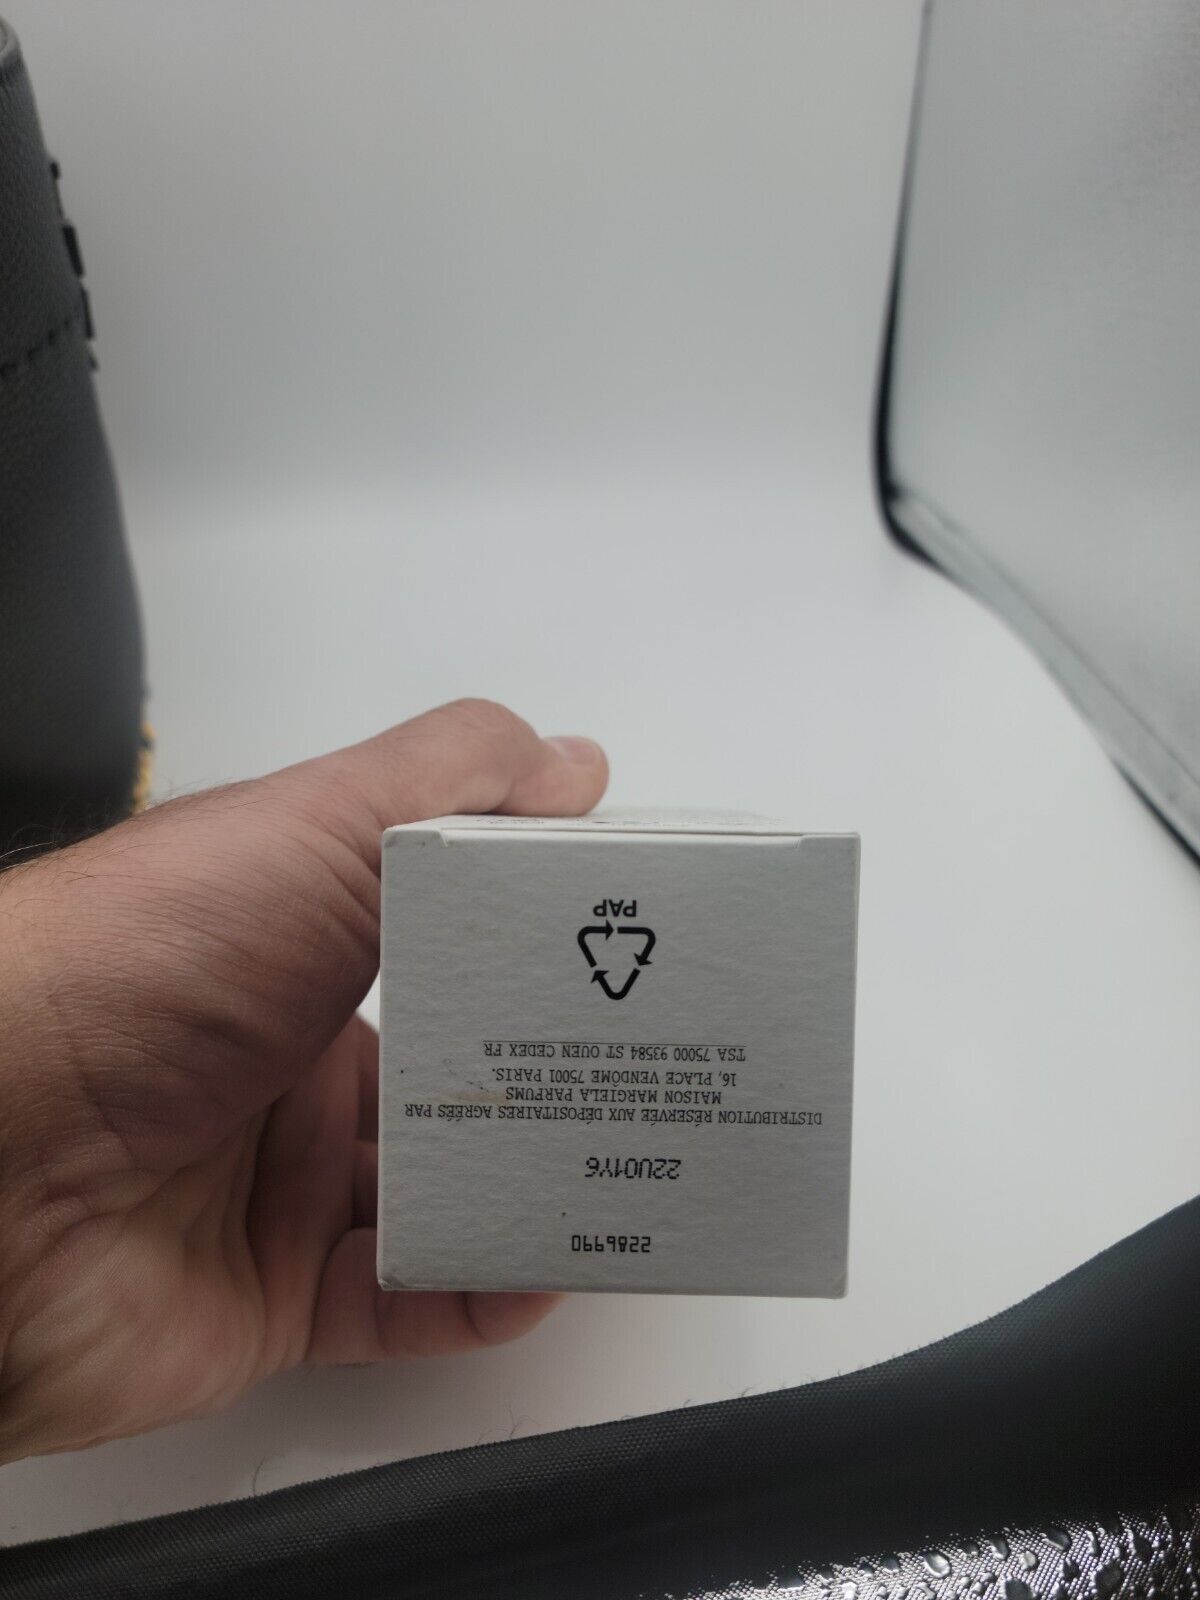 2286990
22U01Y6
DISTRIBUTION RÉSERVÉE AUX DÉPOSITAIRES AGRÉÉS PAR
MAISON MARGIELA PARFUMS
16, PLACE VENDÔME 75001 PARIS.
TSA 75000 93584 ST OUEN CEDEX FR
PAP